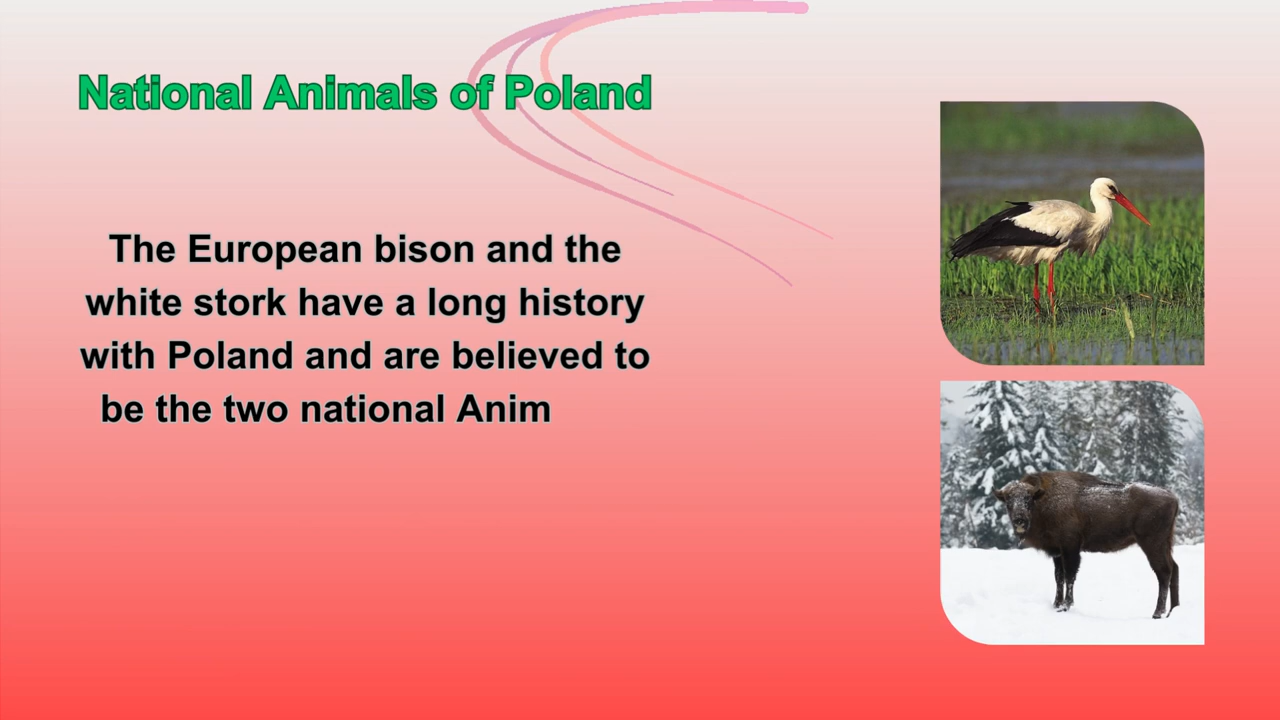 National Animals of Poland
The European bison and the
white stork have a long history
with Poland and are believed to
be the two national Anim